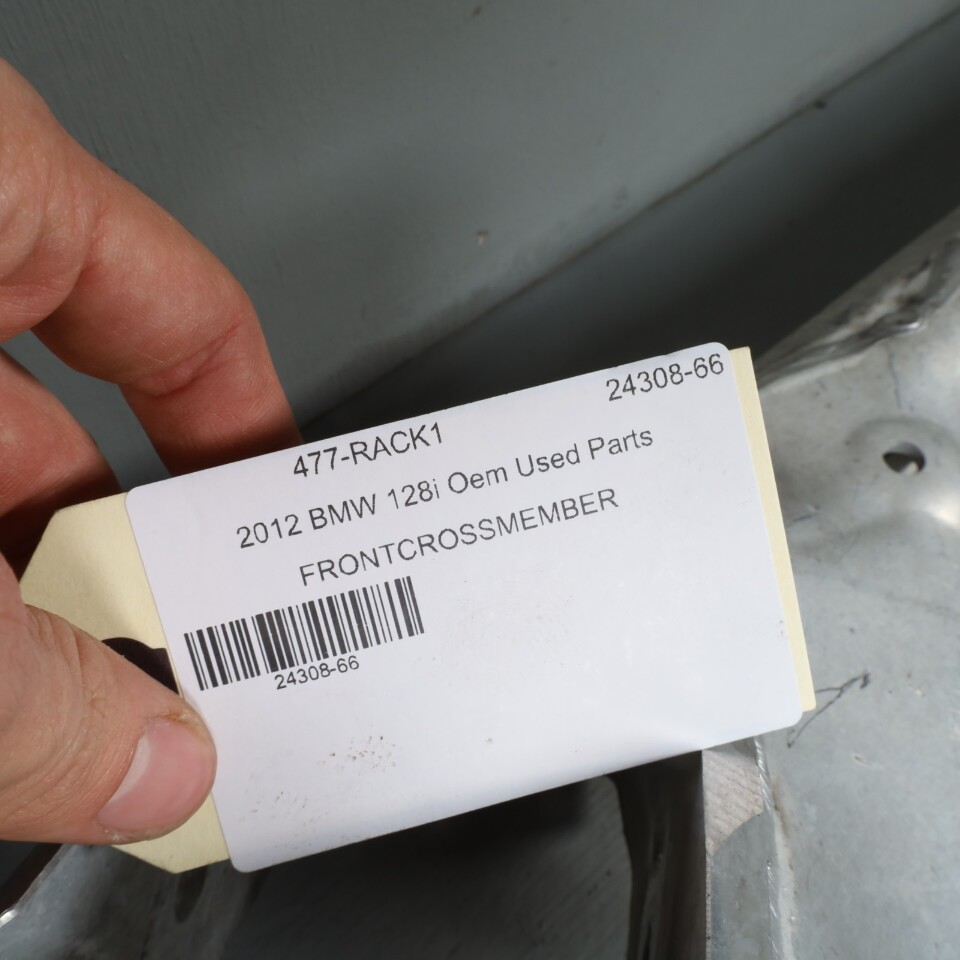 24308-66
477-RACK1
2012 BMW 128i Oem Used Parts
FRONTCROSSMEMBER
24308-66